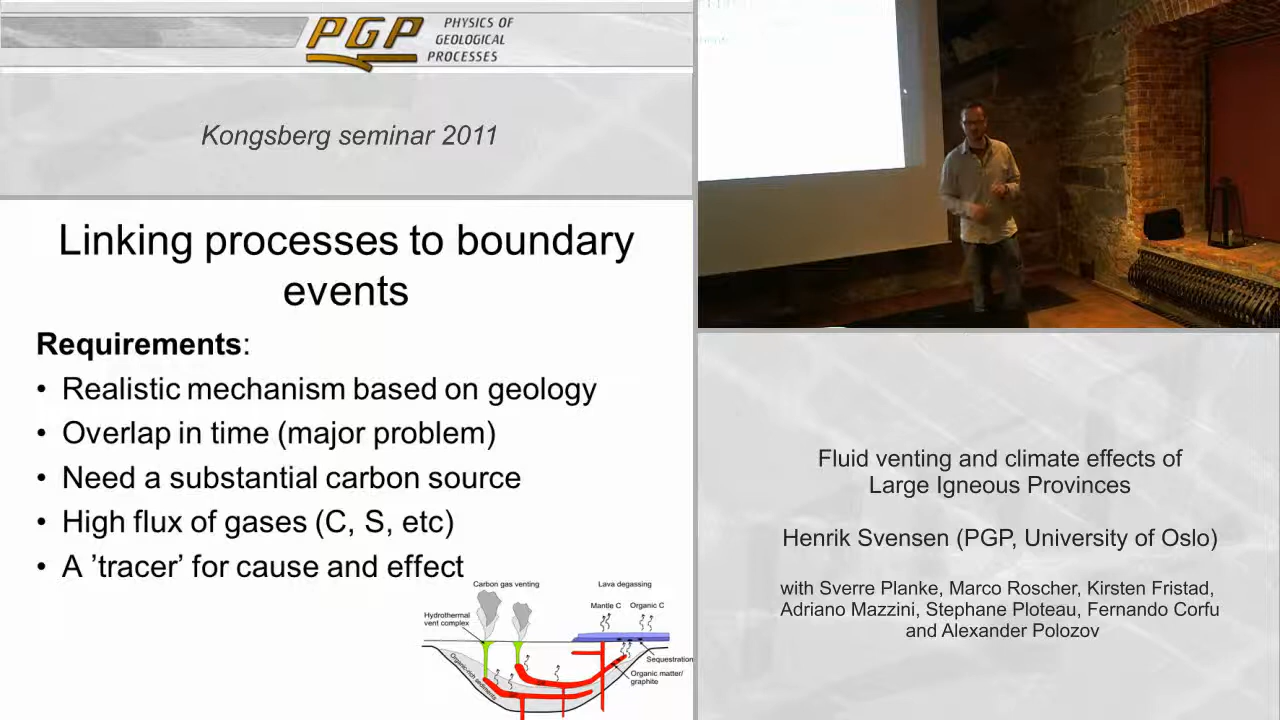 PGP
PHYSICS OF
GEOLOGICAL
PROCESSES
Kongsberg seminar 2011
Linking processes to boundary
events
Requirements:
• Realistic mechanism based on geology
• Overlap in time (major problem)
• Need a substantial carbon source
• High flux of gases (C, S, etc)
• A ’tracer’ for cause and effect
Carbon gas venting
Lava degassing
Mantle C
Organic C
Hydrothermal
vent complex
Sequestration
Organic matter/
graphite
Organic-rich sediments
Fluid venting and climate effects of
Large Igneous Provinces
Henrik Svensen (PGP, University of Oslo)
with Sverre Planke, Marco Roscher, Kirsten Fristad,
Adriano Mazzini, Stephane Ploteau, Fernando Corfu
and Alexander Polozov